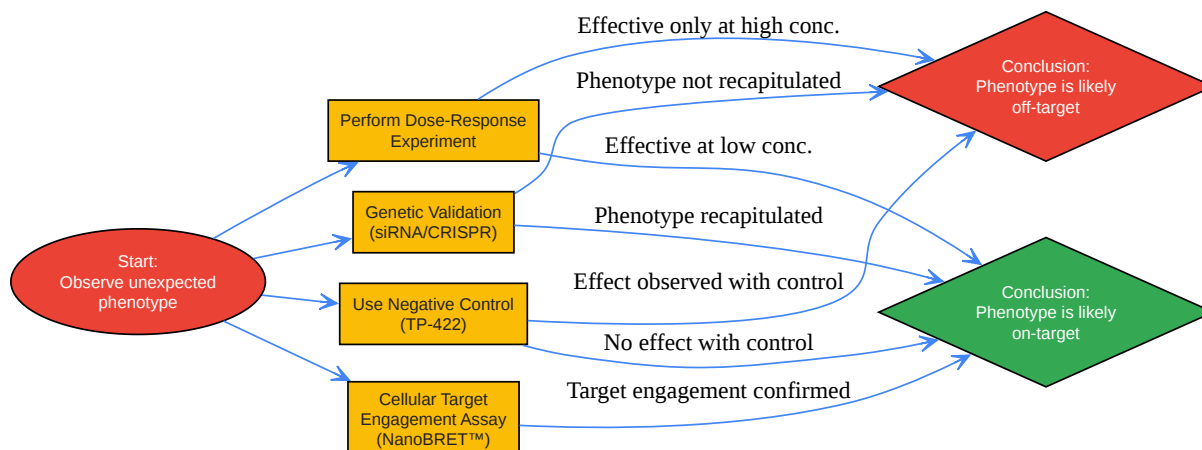 Start:
Observe unexpected
phenotype
Perform Dose-Response
Experiment
Genetic Validation
(siRNA/CRISPR)
Use Negative Control
(TP-422)
Cellular Target
Engagement Assay
(NanoBRET™)
Effective only at high conc.
Phenotype not recapitulated
Effective at low conc.
Phenotype recapitulated
Effect observed with control
No effect with control
Target engagement confirmed
Conclusion:
Phenotype is likely
off-target
Conclusion:
Phenotype is likely
on-target